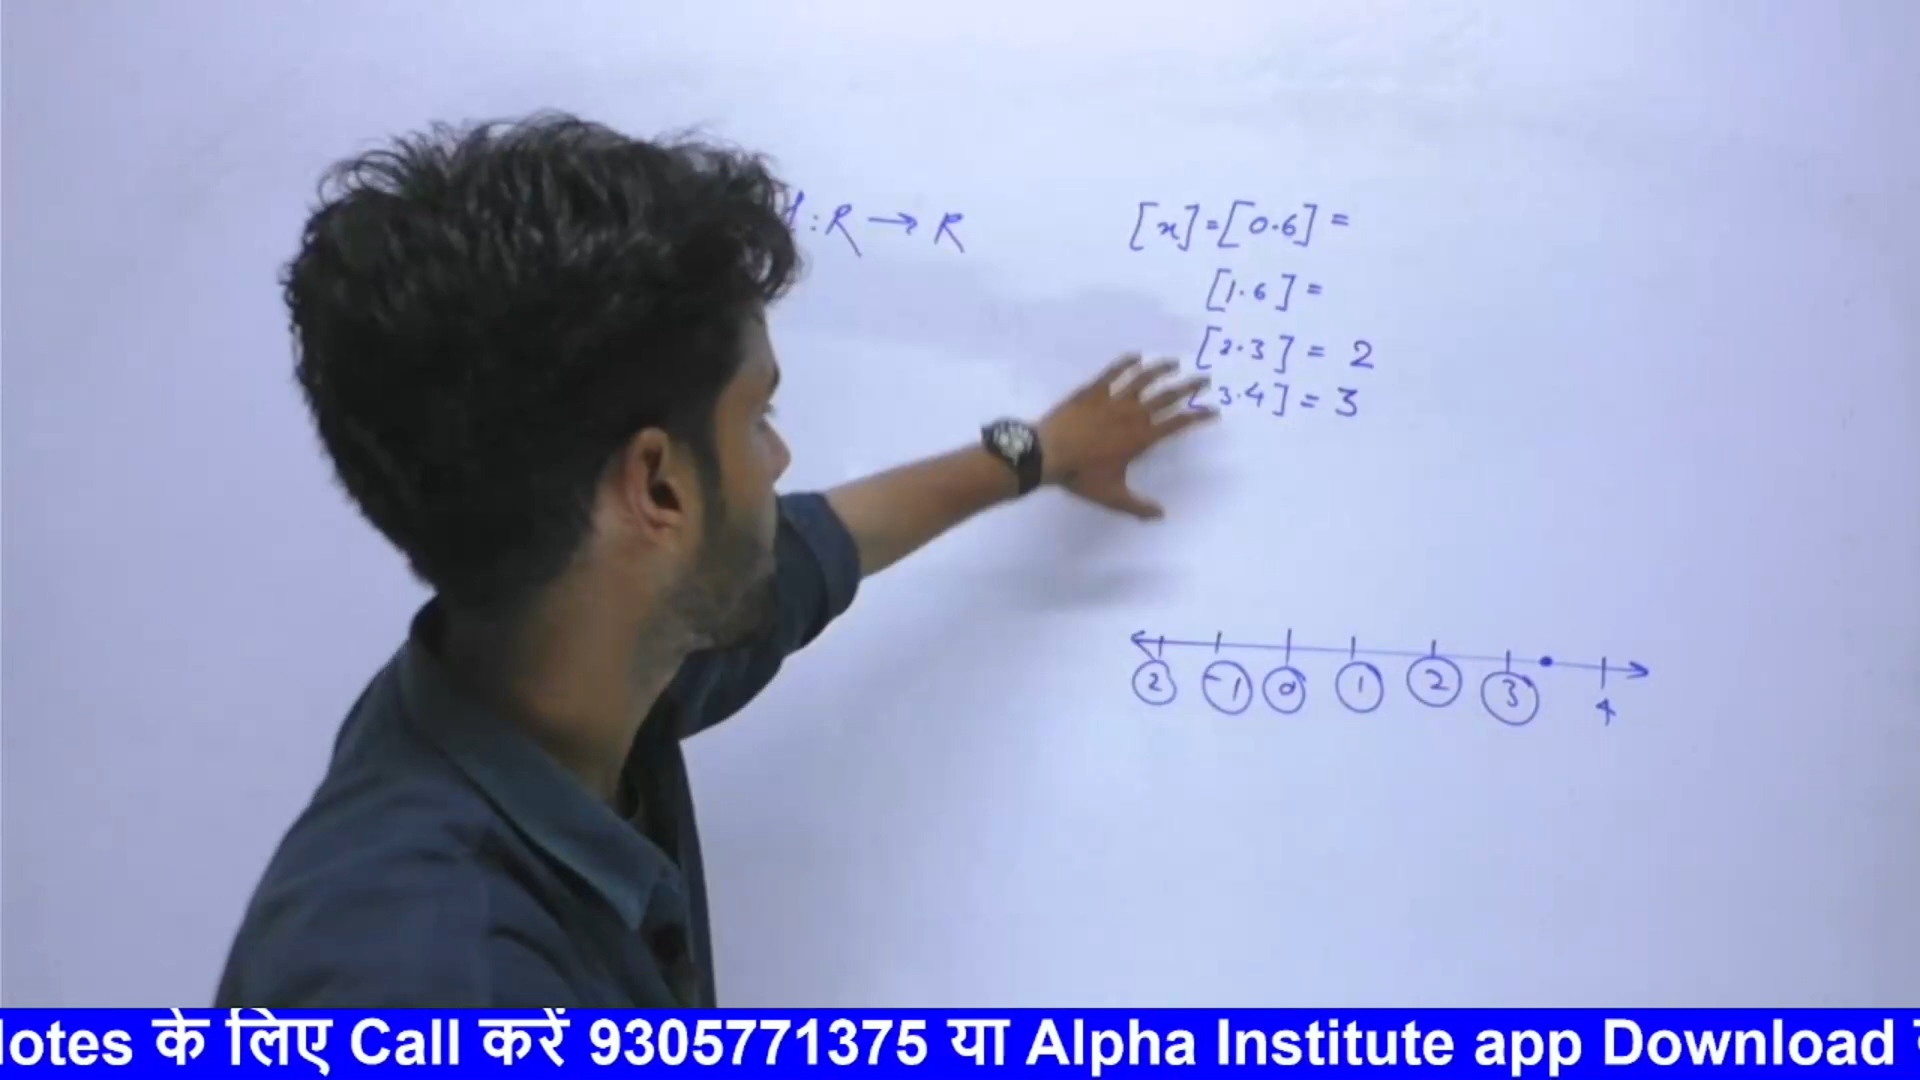 f:R → R
[x]=[0.6] =
[1.6] =
[2.3] = 2
[3.4] = 3
2 -1 0 1 2 3 4
के लिए Call करें 9305771375 या Alpha Institute app Download